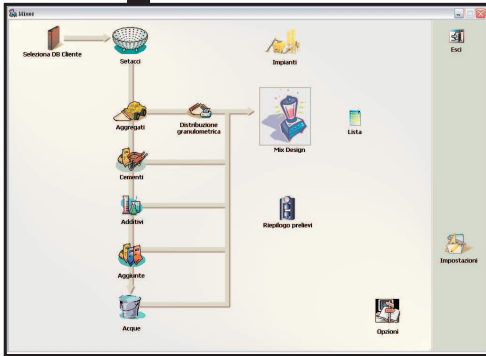 Mixer
Seleziona DB Cliente
Setacci
Impianti
Esci
Aggregati
Distribuzione
granulometrica
Mix Design
Lista
Cementi
Additivi
Riepilogo prelievi
Aggiunte
Impostazioni
Acque
Opzioni